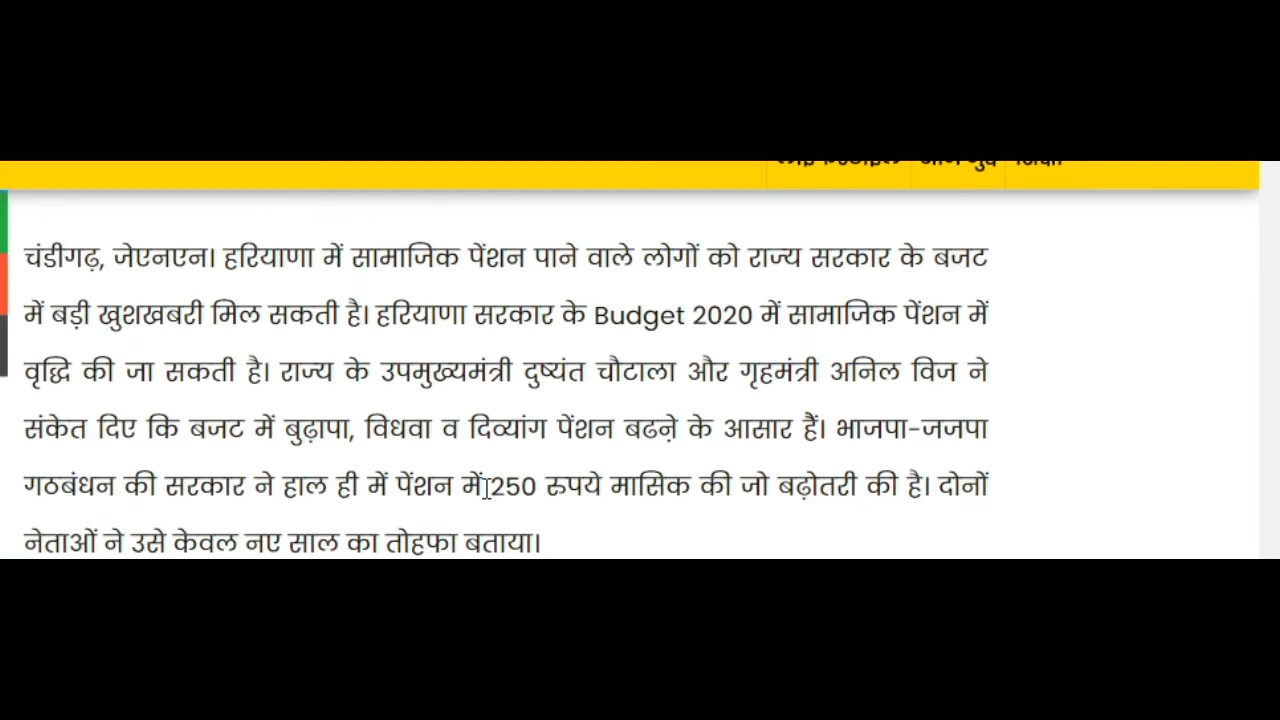 चंडीगढ़, जेएनएन। हरियाणा में सामाजिक पेंशन पाने वाले लोगों को राज्य सरकार के बजट
में बड़ी खुशखबरी मिल सकती है। हरियाणा सरकार के Budget 2020 में सामाजिक पेंशन में
वृद्धि की जा सकती है। राज्य के उपमुख्यमंत्री दुष्यंत चौटाला और गृहमंत्री अनिल विज ने
संकेत दिए कि बजट में बुढ़ापा, विधवा व दिव्यांग पेंशन बढऩे के आसार हैं। भाजपा-जजपा
गठबंधन की सरकार ने हाल ही में पेंशन में 250 रुपये मासिक की जो बढ़ोतरी की है। दोनों
नेताओं ने उसे केवल नए साल का तोहफा बताया।